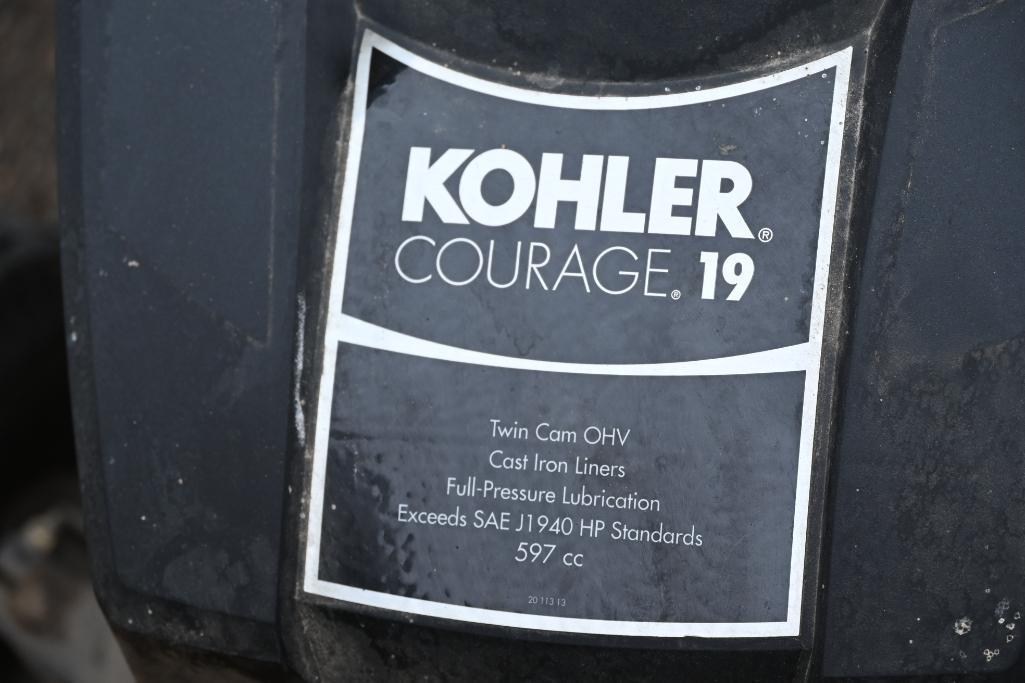 KOHLER®
COURAGE® 19
Twin Cam OHV
Cast Iron Liners
Full-Pressure Lubrication
Exceeds SAE J1940 HP Standards
597 cc
20 113 13